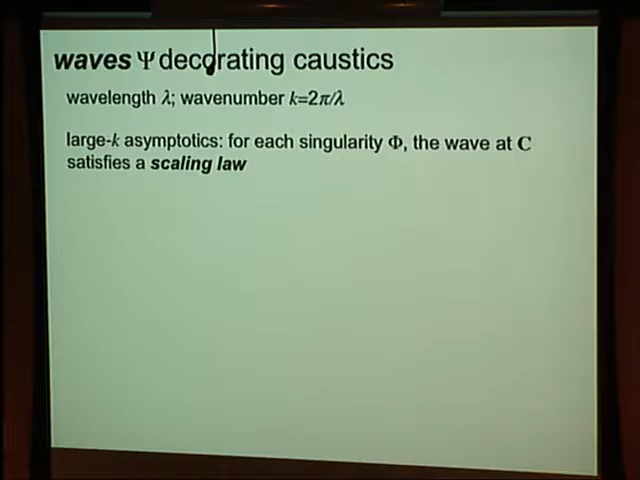 waves Ψ decorating caustics
wavelength λ; wavenumber k=2π/λ
large-k asymptotics: for each singularity Φ, the wave at C
satisfies a scaling law